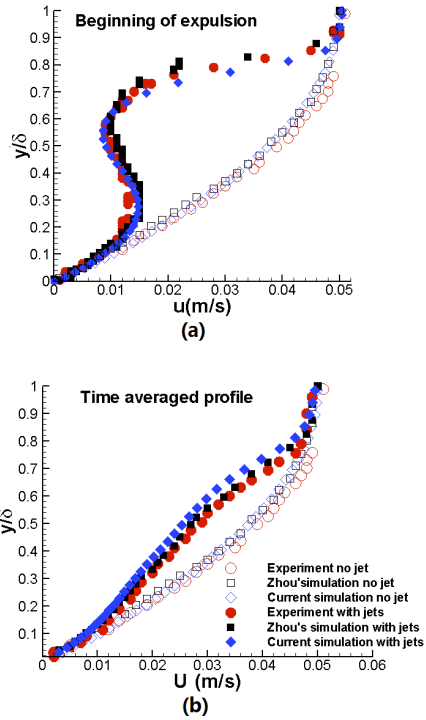 Beginning of expulsion
1
0.9
0.8
0.7
0.6
0.5
0.4
0.3
0.2
0.1
0
y/δ
0 0.01 0.02 0.03 0.04 0.05
u(m/s)
(a)
Time averaged profile
1
0.9
0.8
0.7
0.6
0.5
0.4
0.3
0.2
0.1
y/δ
Experiment no jet
Zhou'simulation no jet
Current simulation no jet
Experiment with jets
Zhou's simulation with jets
Current simulation with jets
0 0.01 0.02 0.03 0.04 0.05 0.06
U (m/s)
(b)